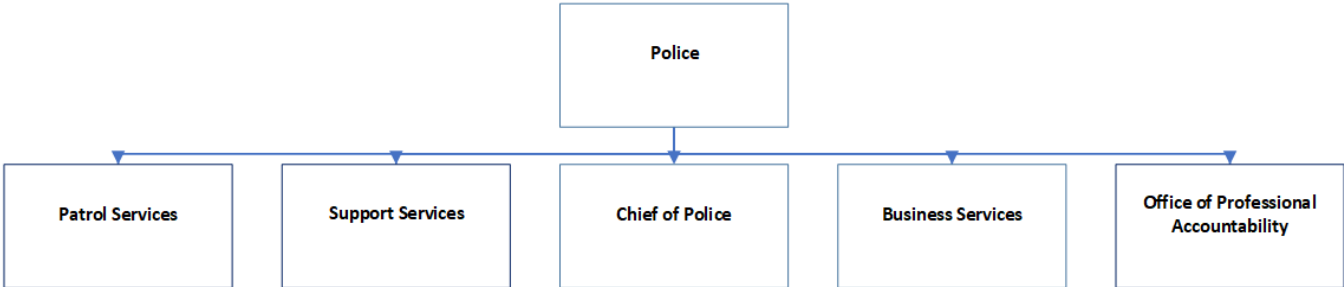 Police
Patrol Services
Support Services
Chief of Police
Business Services
Office of Professional
Accountability